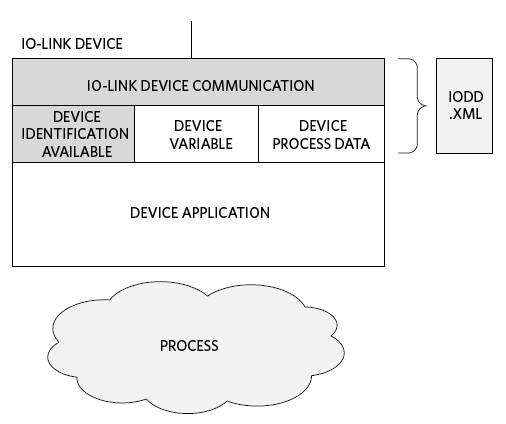 IO-LINK DEVICE
IO-LINK DEVICE COMMUNICATION
DEVICE
IDENTIFICATION
AVAILABLE
DEVICE
VARIABLE
DEVICE
PROCESS DATA
IODD
.XML
DEVICE APPLICATION
PROCESS